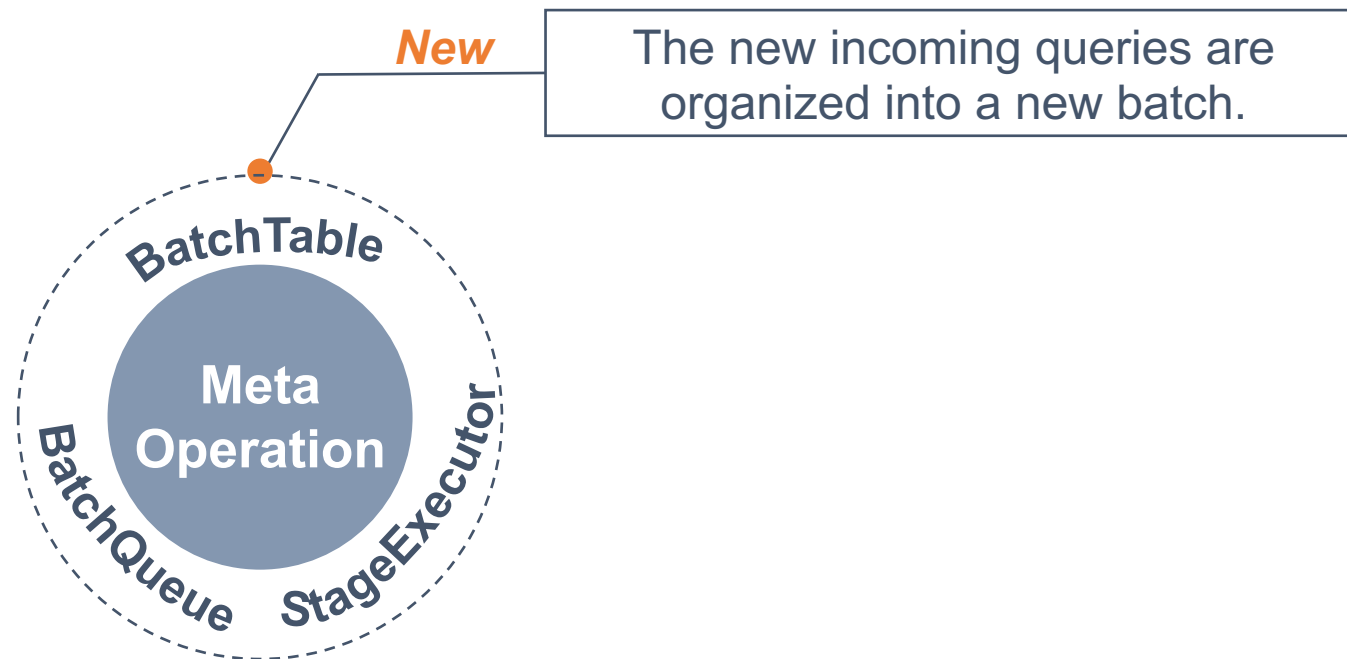 New
The new incoming queries are
organized into a new batch.
BatchTable
Meta
Operation
BatchQueue
StageExecutor